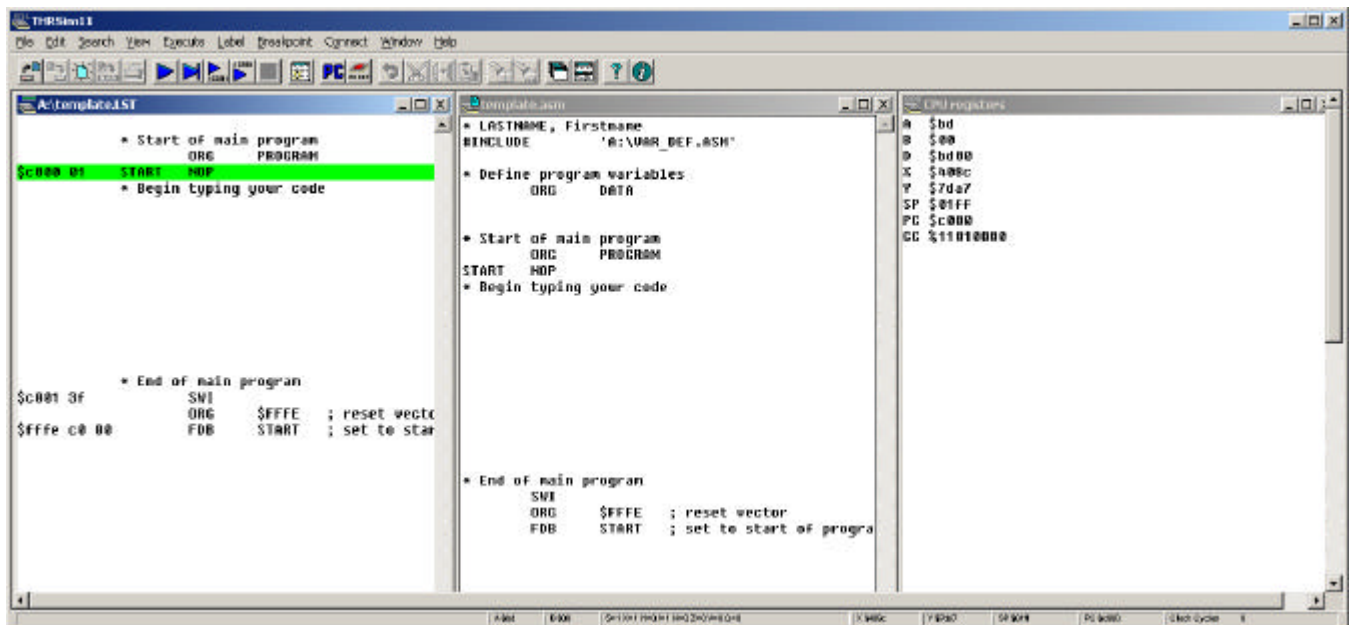 THRSim11
File Edit Search View Execute Label Breakpoint Connect Window Help
A:\template.LST
* Start of main program
ORG PROGRAM
$c000 01 START NOP
* Begin typing your code
* End of main program
$c001 3f SWI
ORG $FFFE ; reset vecto
$fffe c0 00 FDB START ; set to star
template.asm
* LASTNAME, Firstname
#INCLUDE 'A:\VAR_DEF.ASM'
* Define program variables
ORG DATA
* Start of main program
ORG PROGRAM
START NOP
* Begin typing your code
* End of main program
SWI
ORG $FFFE ; reset vector
FDB START ; set to start of progra
CPU registers
A $bd
B $00
D $bd00
X $408c
Y $7da7
SP $01ff
PC $c000
CC %11010000
Clock Cycles